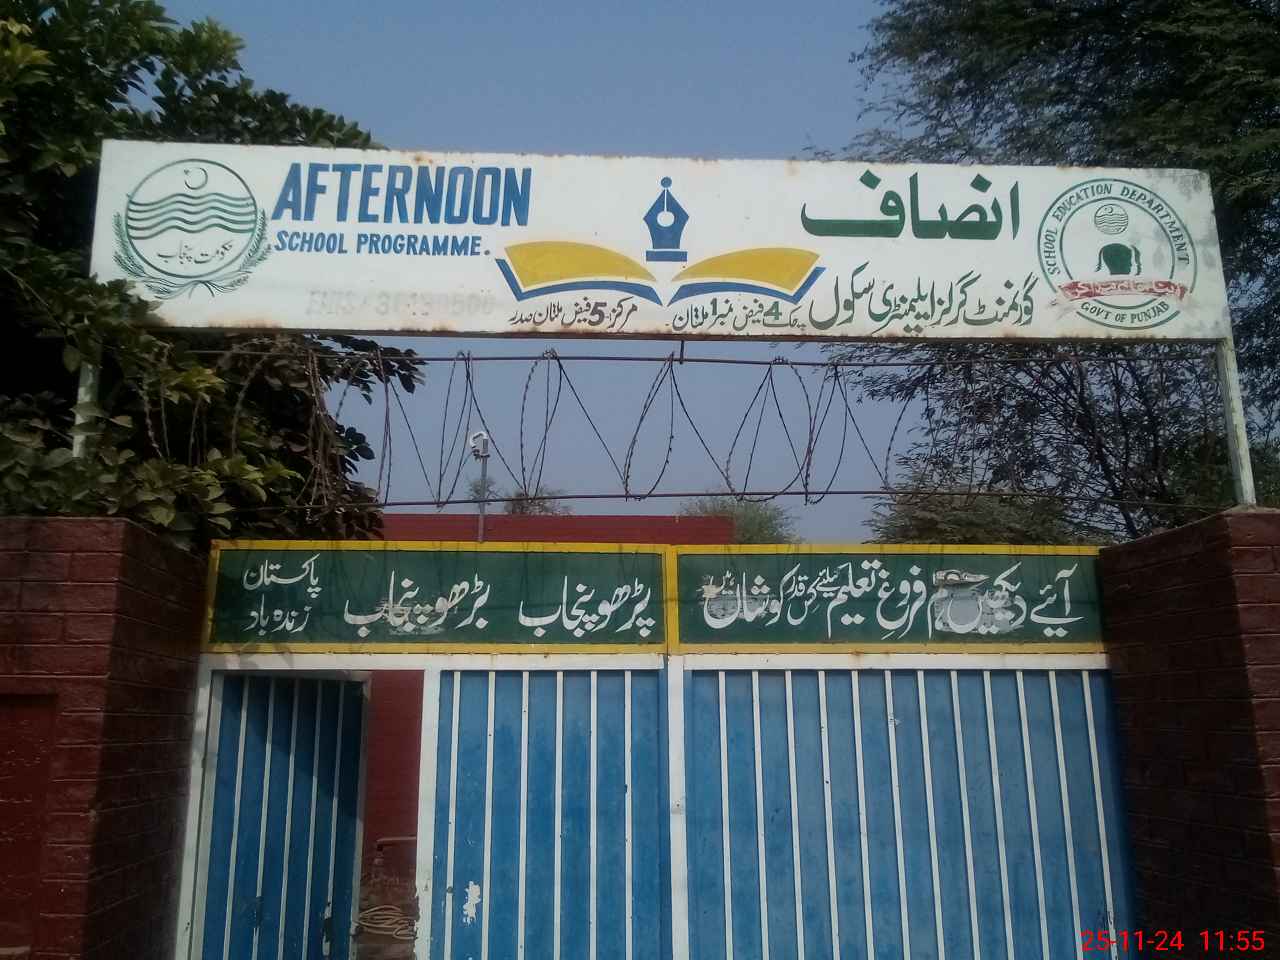 حکومت پنجاب
AFTERNOON
SCHOOL PROGRAMME.
انصاف
گورنمنٹ گرلز ایلیمنٹری سکول
چک 4 فیض نمبر 1 ملتان
مرکز: 5 فیض ملتان صدر
SCHOOL EDUCATION DEPARTMENT
GOVT OF PUNJAB
آیئے دیکھیں ہم فروغِ تعلیم کیلئے کس قدر کوشاں ہیں
پڑھو پنجاب بڑھو پنجاب
پاکستان
زندہ باد
25-11-24 11:55